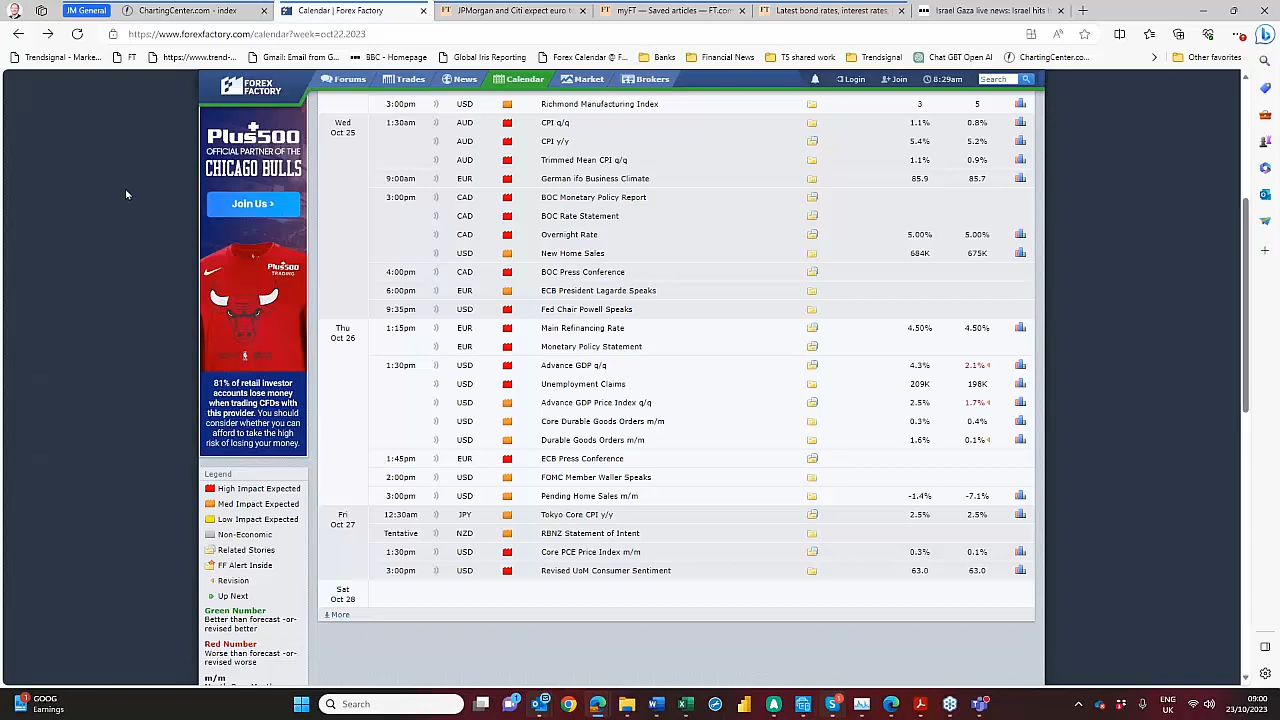 JM General
ChartingCenter.com - index
Calendar | Forex Factory
JPMorgan and Citi expect euro t
myFT — Saved articles — FT.com
Latest bond rates, interest rates,
Israel Gaza live news: Israel hits
https://www.forexfactory.com/calendar?week=oct22.2023
Trendsignal - Marke...
FT
https://www.trend-...
GM
BBC - Homepage
Global Iris Reporting
Calendar @ F...
Banks
Financial News
TS shared work
Trendsignal
Chat GBT Open AI
ChartingCenter.co...
Other favorites
FOREX
FACTORY
Forums
Trades
News
Calendar
Market
Brokers
Login
Join
8:29am
Search
3:00pm USD Richmond Manufacturing Index 3 5
Wed
Oct 25
1:30am AUD CPI q/q 1.1% 0.8%
AUD CPI y/y 5.4% 5.2%
AUD Trimmed Mean CPI q/q 1.1% 0.9%
9:00am EUR German ifo Business Climate 85.9 85.7
3:00pm CAD BOC Monetary Policy Report
CAD BOC Rate Statement
CAD Overnight Rate 5.00% 5.00%
USD New Home Sales 684K 675K
4:00pm CAD BOC Press Conference
6:00pm EUR ECB President Lagarde Speaks
9:35pm USD Fed Chair Powell Speaks
Thu
Oct 26
1:15pm EUR Main Refinancing Rate 4.50% 4.50%
EUR Monetary Policy Statement
1:30pm USD Advance GDP q/q 4.3% 2.1%
USD Unemployment Claims 209K 198K
USD Advance GDP Price Index q/q 2.5% 1.7%
USD Core Durable Goods Orders m/m 0.3% 0.4%
USD Durable Goods Orders m/m 1.6% 0.1%
1:45pm EUR ECB Press Conference
2:00pm USD FOMC Member Waller Speaks
3:00pm USD Pending Home Sales m/m -1.4% -7.1%
Fri
Oct 27
12:30am JPY Tokyo Core CPI y/y 2.5% 2.5%
Tentative NZD RBNZ Statement of Intent
1:30pm USD Core PCE Price Index m/m 0.3% 0.1%
3:00pm USD Revised UoM Consumer Sentiment 63.0 63.0
Sat
Oct 28
More
Plus500
OFFICIAL PARTNER OF THE
CHICAGO BULLS
Join Us >
Plus500
TRADING
81% of retail investor
accounts lose money
when trading CFDs with
this provider. You should
consider whether you can
afford to take the high
risk of losing your money.
Legend
High Impact Expected
Med Impact Expected
Low Impact Expected
Non-Economic
Related Stories
FF Alert Inside
Revision
Up Next
Green Number
Better than forecast -or-
revised better
Red Number
Worse than forecast -or-
revised worse
m/m
GOOG
Earnings
Search
ENG
UK
09:00
23/10/2023